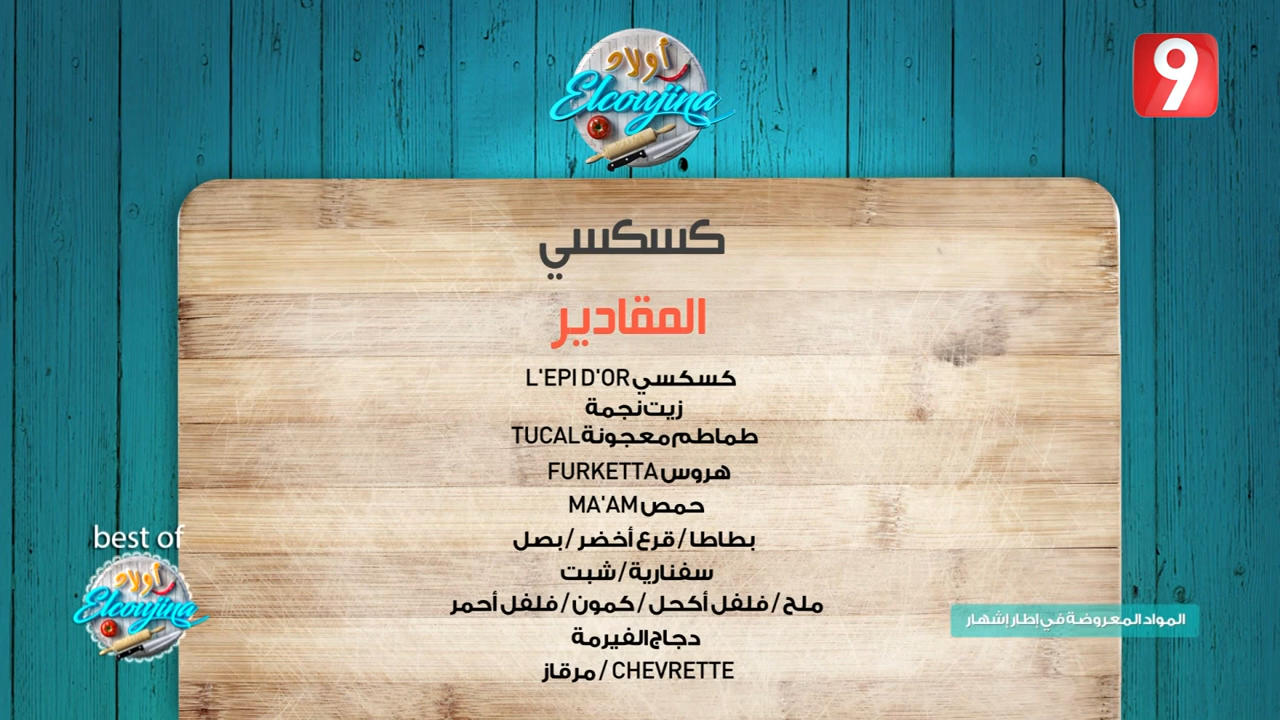 أولاد
Elcoujina
9
كسكسي
المقادير
كسكسي L'EPI D'OR
زيت نجمة
طماطم معجونة TUCAL
هروس FURKETTA
حمص MA'AM
بطاطا / قرع أخضر / بصل
سفنارية / شبت
ملح / فلفل أكحل / كمون / فلفل أحمر
دجاج الفيرمة
CHEVRETTE / مرقاز
best of
أولاد
Elcoujina
المواد المعروضة في إطار إشهار